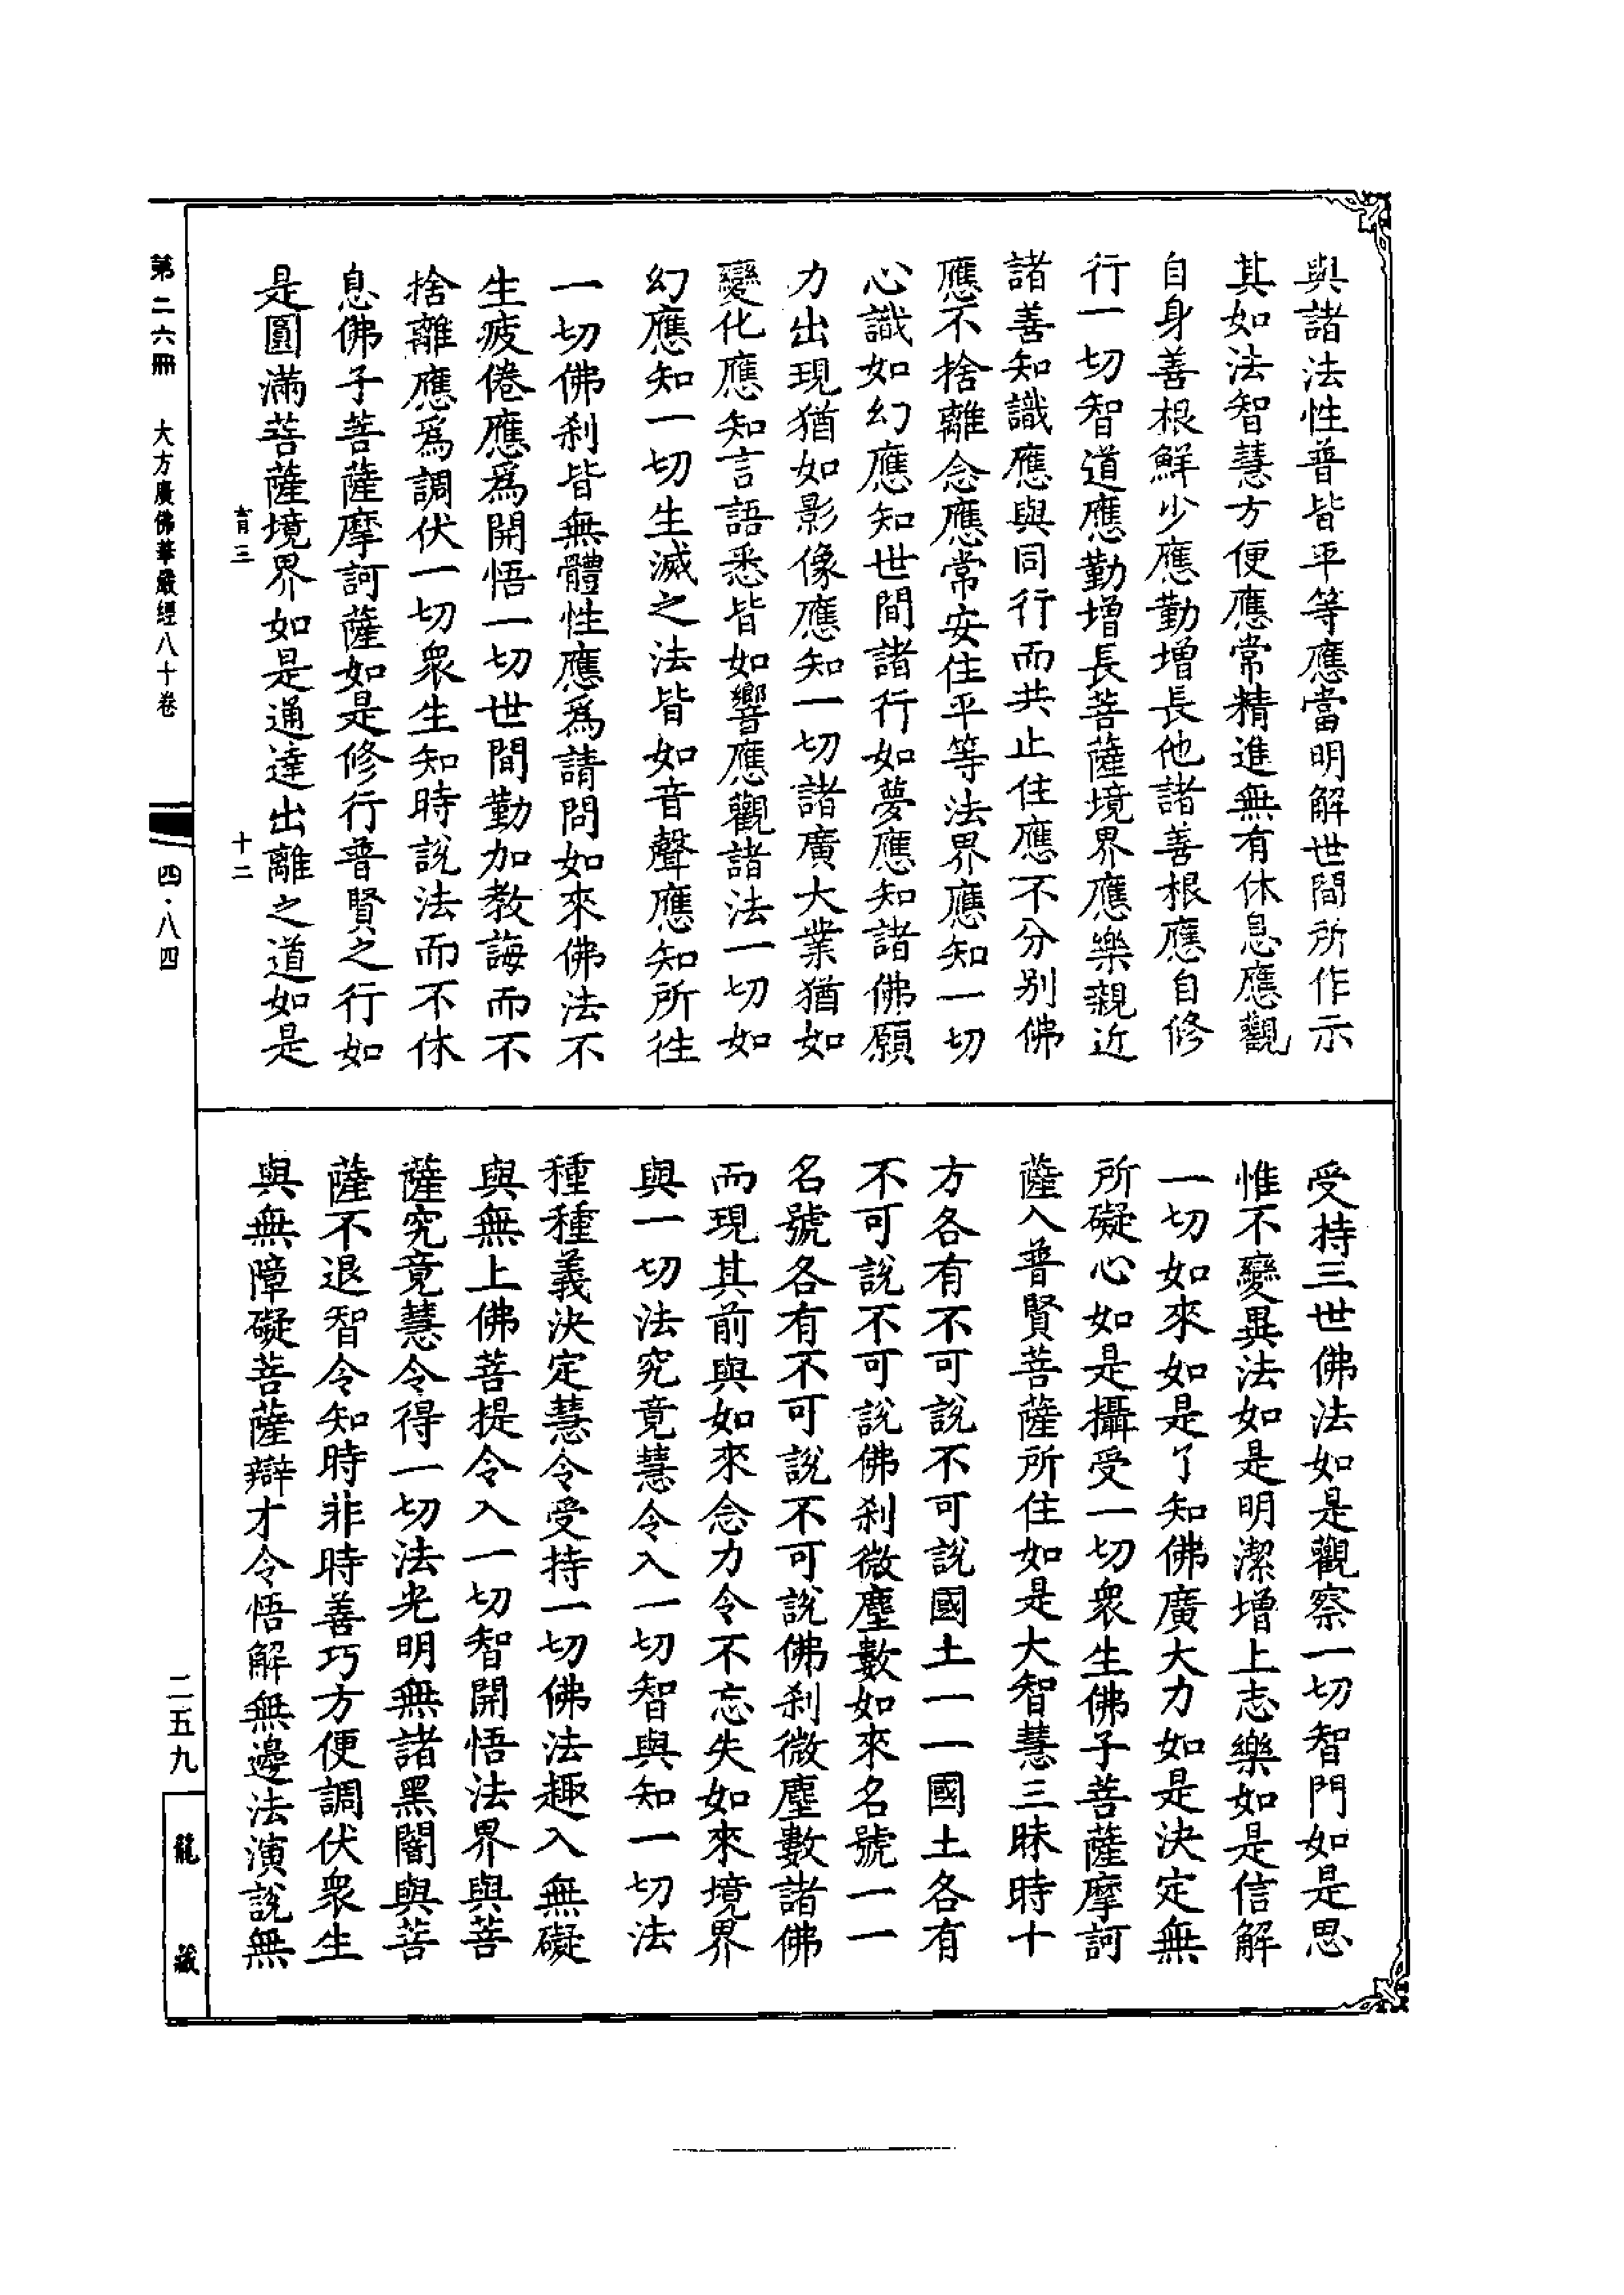 與諸法性普皆平等應當明解世間所作示
其如法智慧方便應常精進無有休息應觀
自身善根鮮少應勤增長他諸善根應自修
行一切智道應勤增長菩薩境界應樂親近
諸善知識應與同行而共止住應不分別佛
應不捨離念應常安住平等法界應知一切
心識如幻應知世間諸行如夢應知諸佛願
力出現猶如影像應知一切諸廣大業猶如
變化應知言語悉皆如響應觀諸法一切如
幻應知一切生滅之法皆如音聲應知所往
一切佛剎皆無體性應爲請問如來佛法不
生疲倦應爲開悟一切世間勤加教誨而不
捨離應爲調伏一切衆生知時說法而不休
息佛子菩薩摩訶薩如是修行普賢之行如
是圓滿菩薩境界如是通達出離之道如是
受持三世佛法如是觀察一切智門如是思
惟不變異法如是明潔增上志樂如是信解
一切如來如是了知佛廣大力如是決定無
所礙心如是攝受一切衆生佛子菩薩摩訶
薩入普賢菩薩所住如是大智慧三昧時十
方各有不可說不可說國土一一國土各有
不可說不可說佛剎微塵數如來名號一一
名號各有不可說不可說佛剎微塵數諸佛
而現其前與如來念力令不忘失如來境界
與一切法究竟慧令入一切智與知一切法
種種義決定慧令受持一切佛法趣入無礙
與無上佛菩提令入一切智開悟法界與菩
薩究竟慧令得一切法光明無諸黑闇與菩
薩不退智令知時非時善巧方便調伏衆生
與無障礙菩薩辯才令悟解無邊法演說無
育三
十二
第二六冊 大方廣佛華嚴經八十卷
四·八四
二五九
龍藏